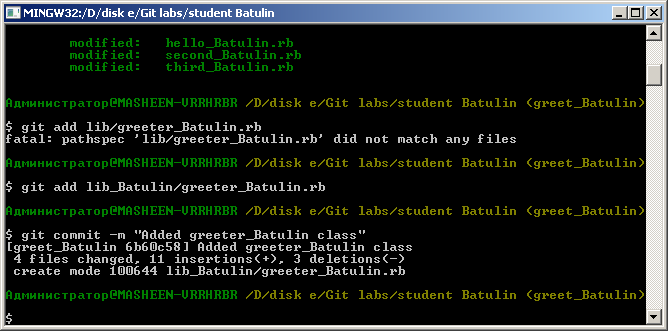 MINGW32:/D/disk e/Git labs/student Batulin
modified:   hello_Batulin.rb
modified:   second_Batulin.rb
modified:   third_Batulin.rb
Администратор@MASHEEN-VRRHRBR /D/disk e/Git labs/student Batulin (greet_Batulin)
$ git add lib/greeter_Batulin.rb
fatal: pathspec 'lib/greeter_Batulin.rb' did not match any files
Администратор@MASHEEN-VRRHRBR /D/disk e/Git labs/student Batulin (greet_Batulin)
$ git add lib_Batulin/greeter_Batulin.rb
Администратор@MASHEEN-VRRHRBR /D/disk e/Git labs/student Batulin (greet_Batulin)
$ git commit -m "Added greeter_Batulin class"
[greet_Batulin 6b60c58] Added greeter_Batulin class
 4 files changed, 11 insertions(+), 3 deletions(-)
 create mode 100644 lib_Batulin/greeter_Batulin.rb
Администратор@MASHEEN-VRRHRBR /D/disk e/Git labs/student Batulin (greet_Batulin)
$